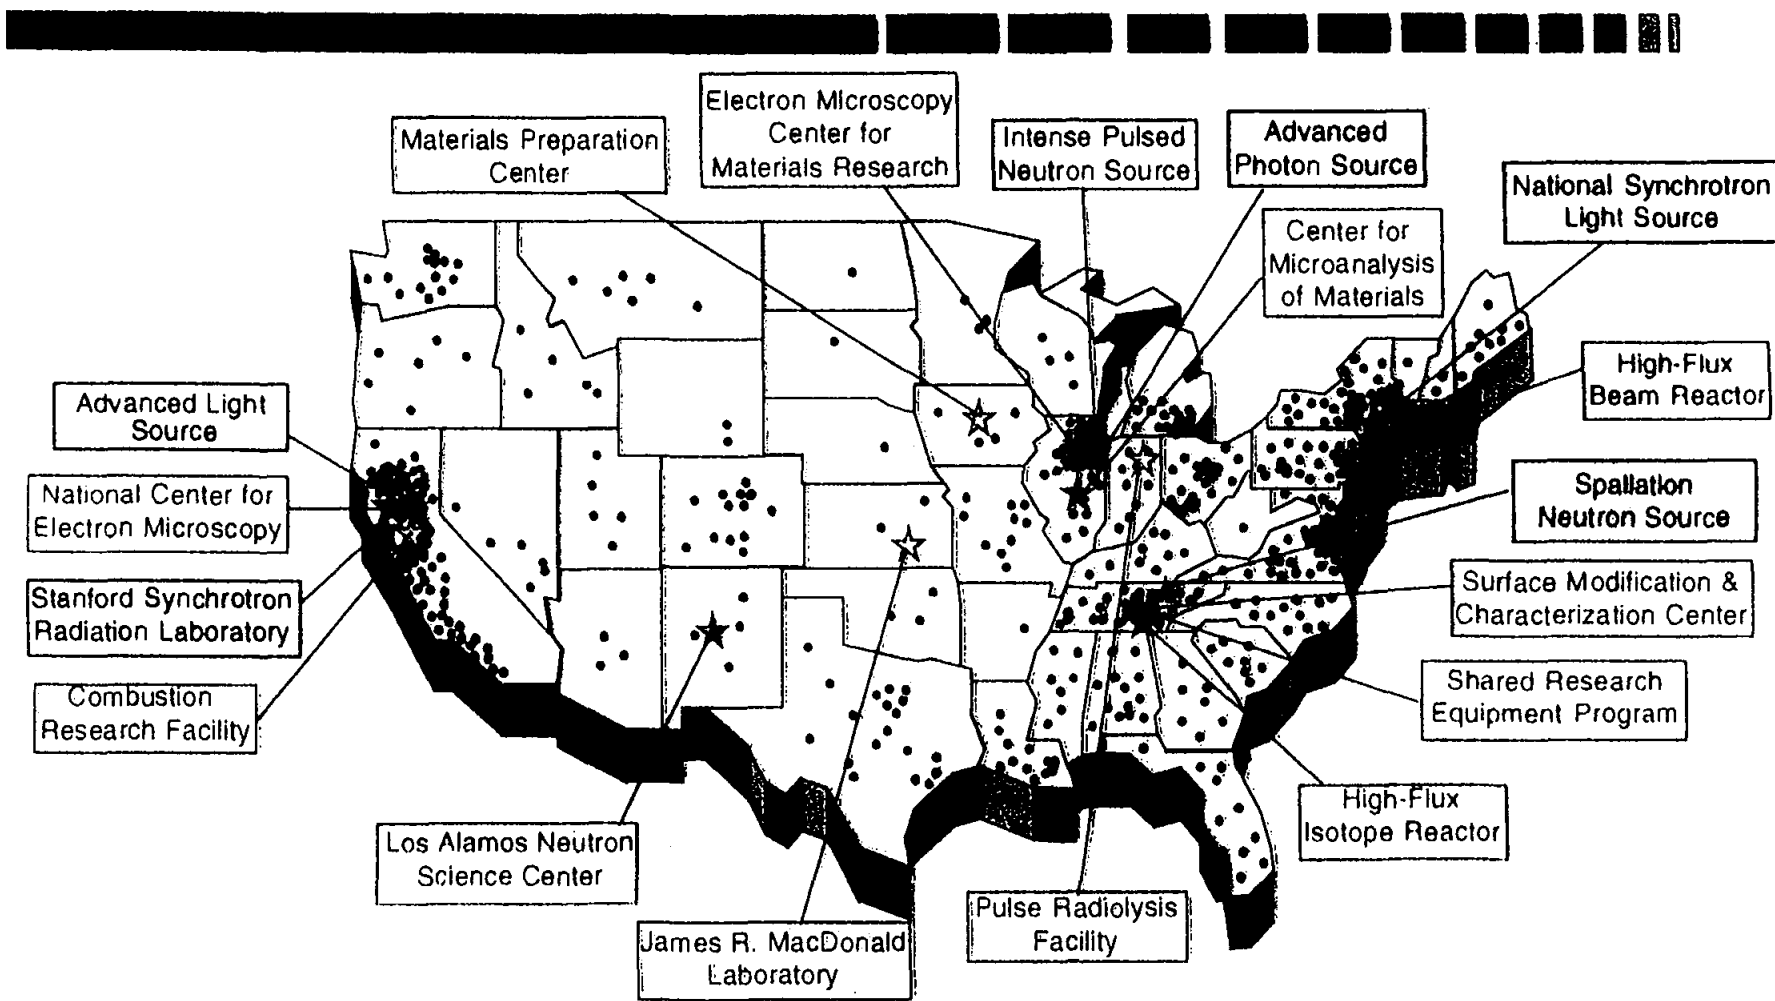 Electron Microscopy
Center for
Materials Research
Materials Preparation
Center
Intense Pulsed
Neutron Source
Advanced
Photon Source
National Synchrotron
Light Source
Center for
Microanalysis
of Materials
High-Flux
Beam Reactor
Advanced Light
Source
National Center for
Electron Microscopy
Spallation
Neutron Source
Stanford Synchrotron
Radiation Laboratory
Surface Modification &
Characterization Center
Combustion
Research Facility
Shared Research
Equipment Program
High-Flux
Isotope Reactor
Los Alamos Neutron
Science Center
Pulse Radiolysis
Facility
James R. MacDonald
Laboratory